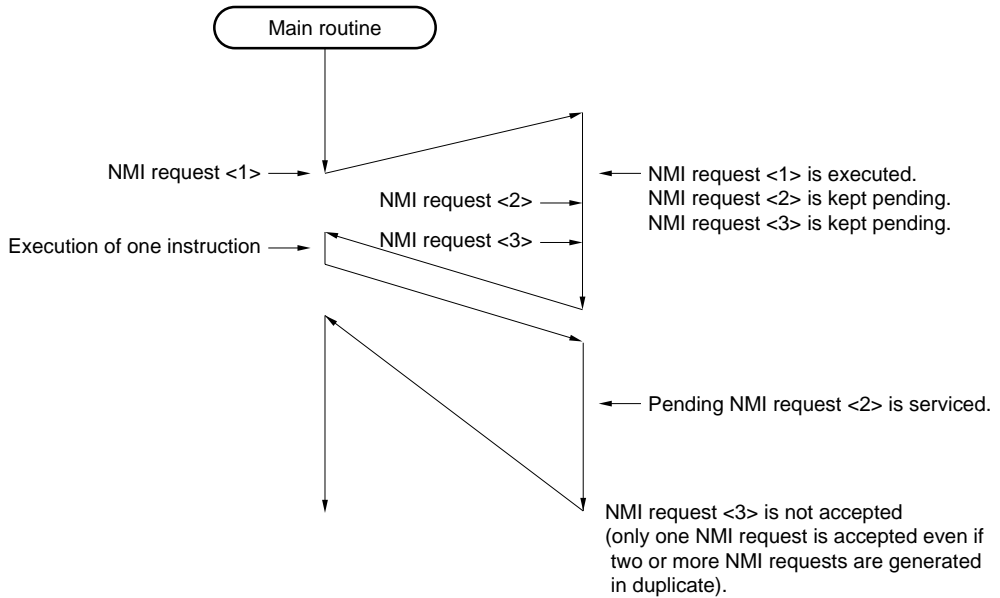 Main routine
NMI request <1>
NMI request <1> is executed.
NMI request <2> is kept pending.
NMI request <3> is kept pending.
NMI request <2>
NMI request <3>
Execution of one instruction
Pending NMI request <2> is serviced.
NMI request <3> is not accepted
(only one NMI request is accepted even if
two or more NMI requests are generated
in duplicate).